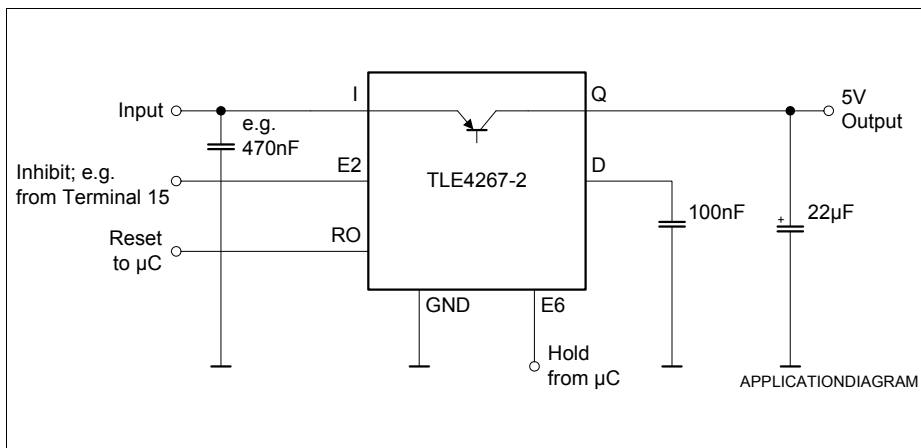 I
Q
Input
e.g.
470nF
5V
Output
E2
D
Inhibit; e.g.
from Terminal 15
TLE4267-2
100nF
22µF
+
RO
Reset
to µC
GND
E6
Hold
from µC
APPLICATIONDIAGRAM